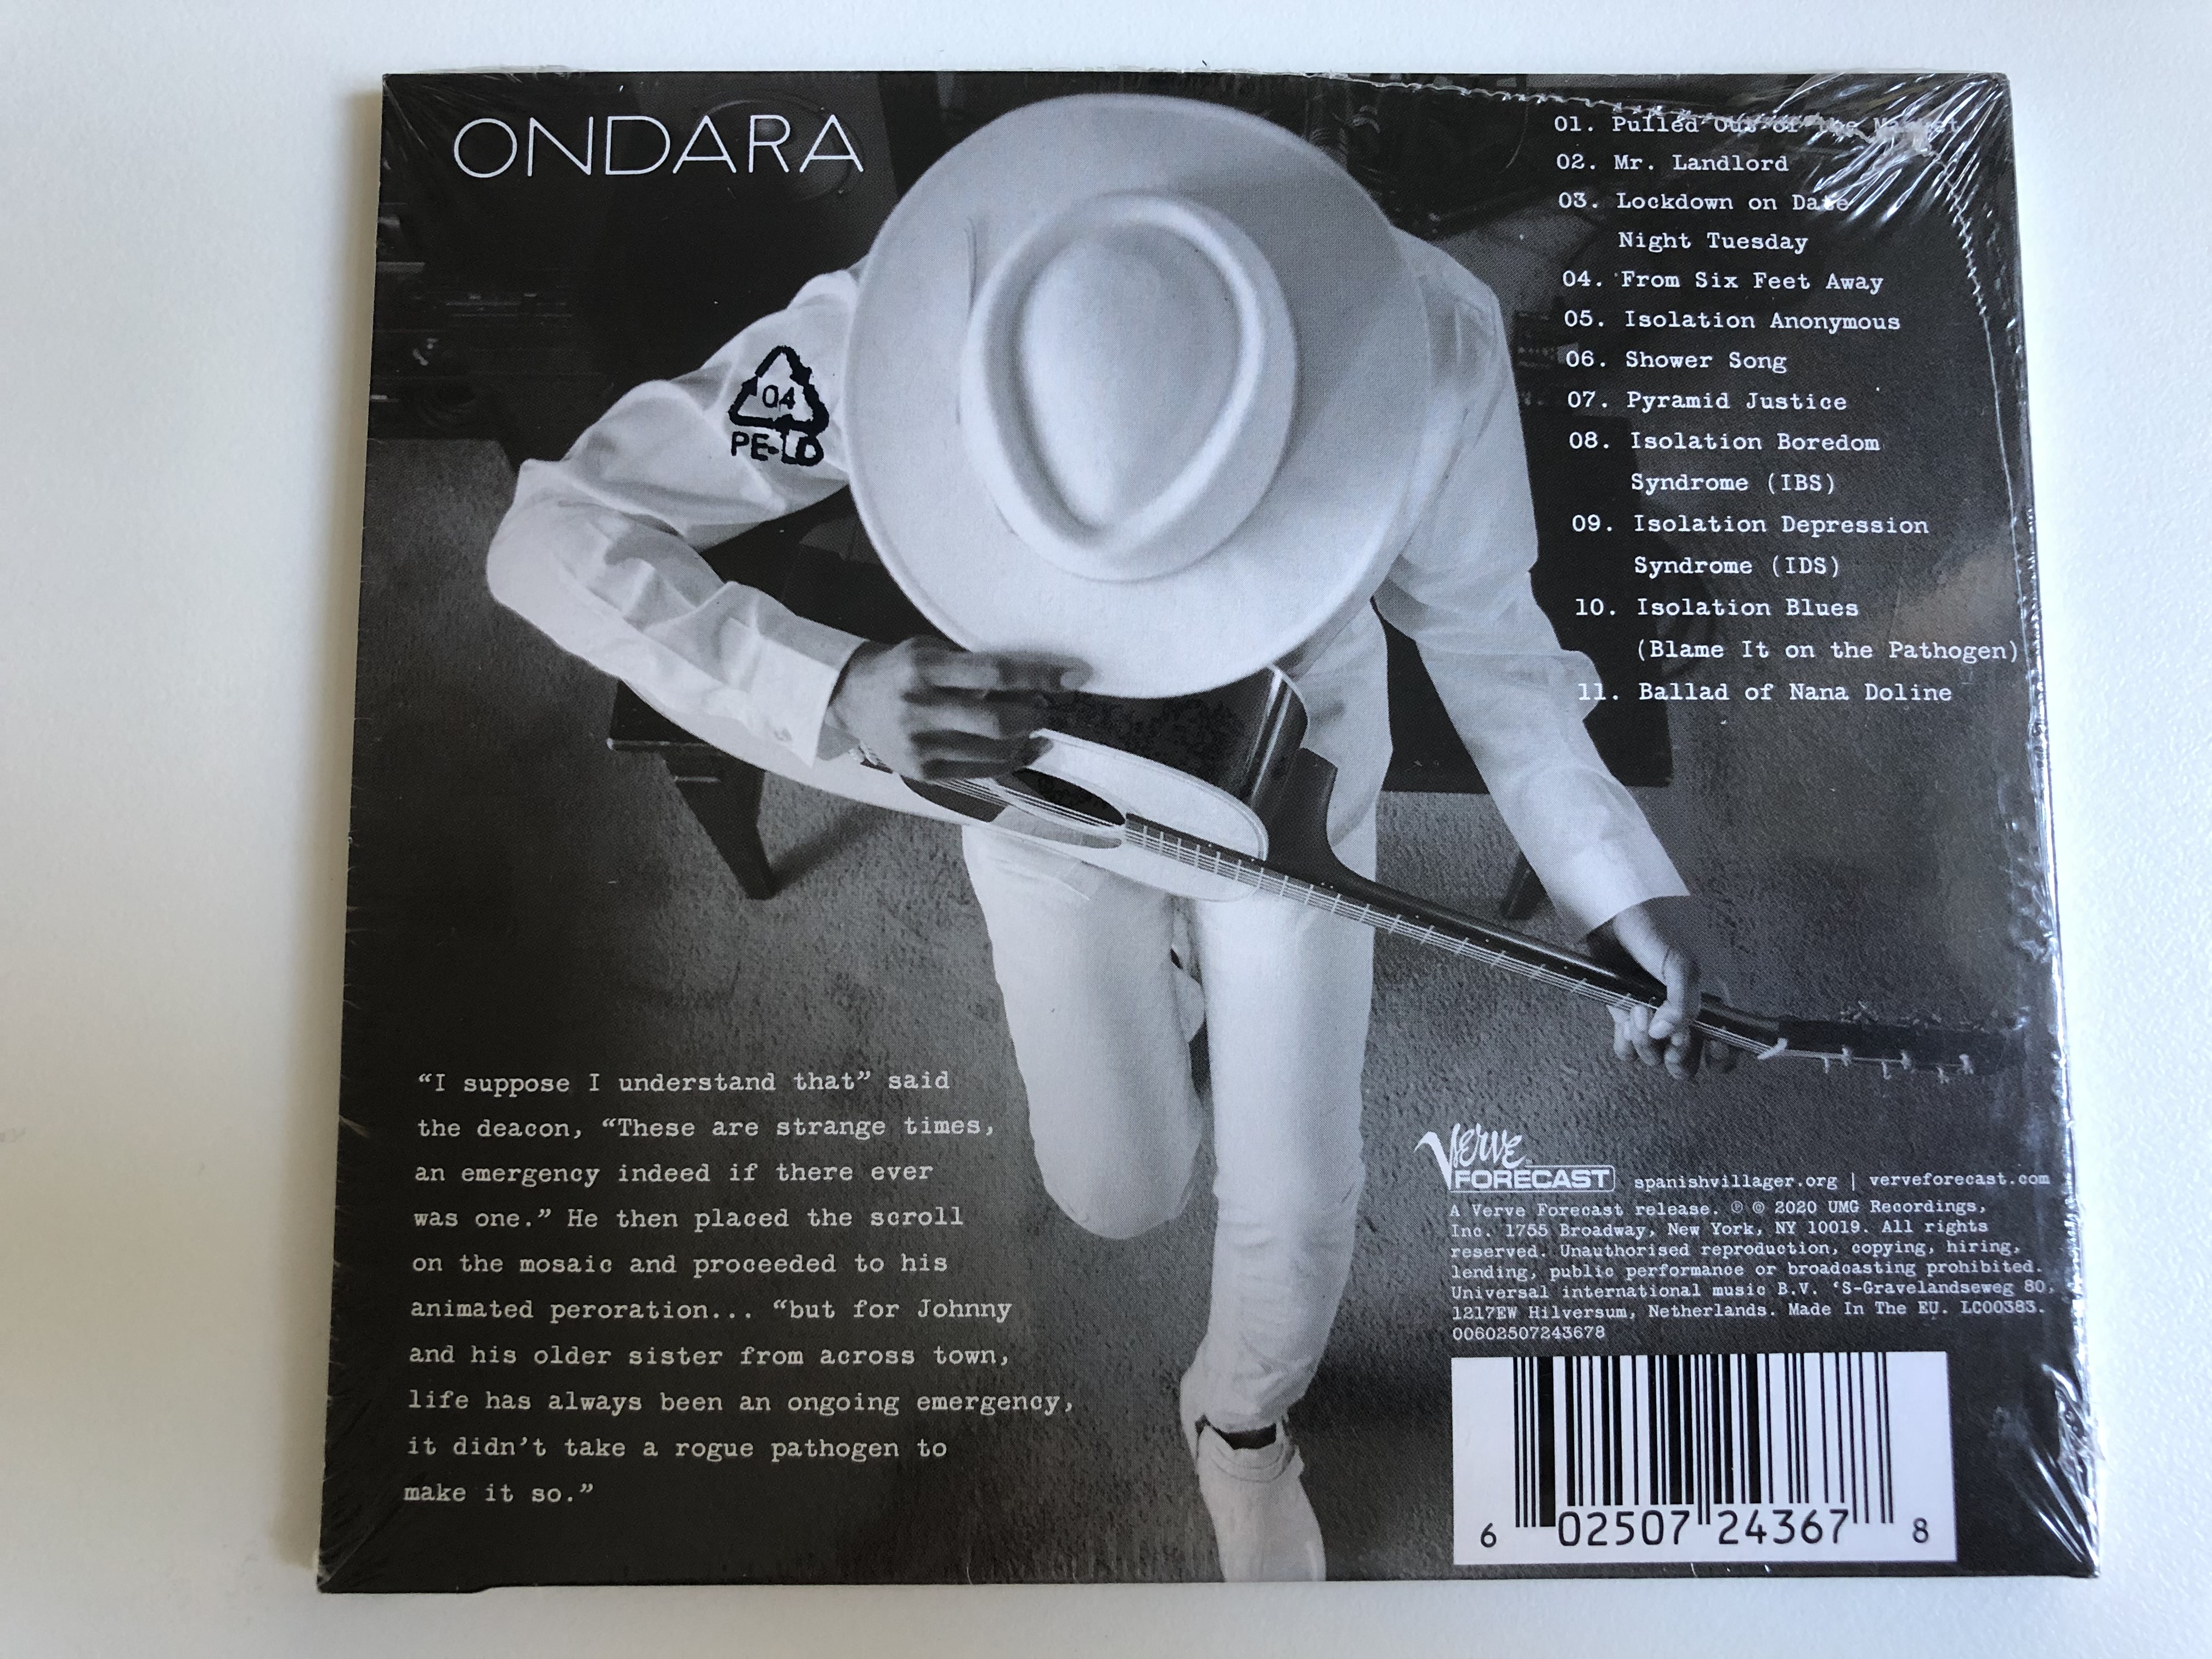 ONDARA
01. Pulled Out of the Market
02. Mr. Landlord
03. Lockdown on Date
Night Tuesday
04. From Six Feet Away
05. Isolation Anonymous
06. Shower Song
07. Pyramid Justice
08. Isolation Boredom
Syndrome (IBS)
09. Isolation Depression
Syndrome (IDS)
10. Isolation Blues
(Blame It on the Pathogen)
11. Ballad of Nana Doline
04
PE-LD
“I suppose I understand that” said
the deacon, “These are strange times,
an emergency indeed if there ever
was one.” He then placed the scroll
on the mosaic and proceeded to his
animated peroration... “but for Johnny
and his older sister from across town,
life has always been an ongoing emergency,
it didn’t take a rogue pathogen to
make it so.”
Verve
FORECAST
spanishvillager.org | verveforecast.com
A Verve Forecast release. ℗ © 2020 UMG Recordings,
Inc. 1755 Broadway, New York, NY 10019. All rights
reserved. Unauthorised reproduction, copying, hiring,
lending, public performance or broadcasting prohibited.
Universal international music B.V. ‘S-Gravelandseweg 80,
1217EW Hilversum, Netherlands. Made In The EU. LC00383.
00602507243678
6 02507 24367 8